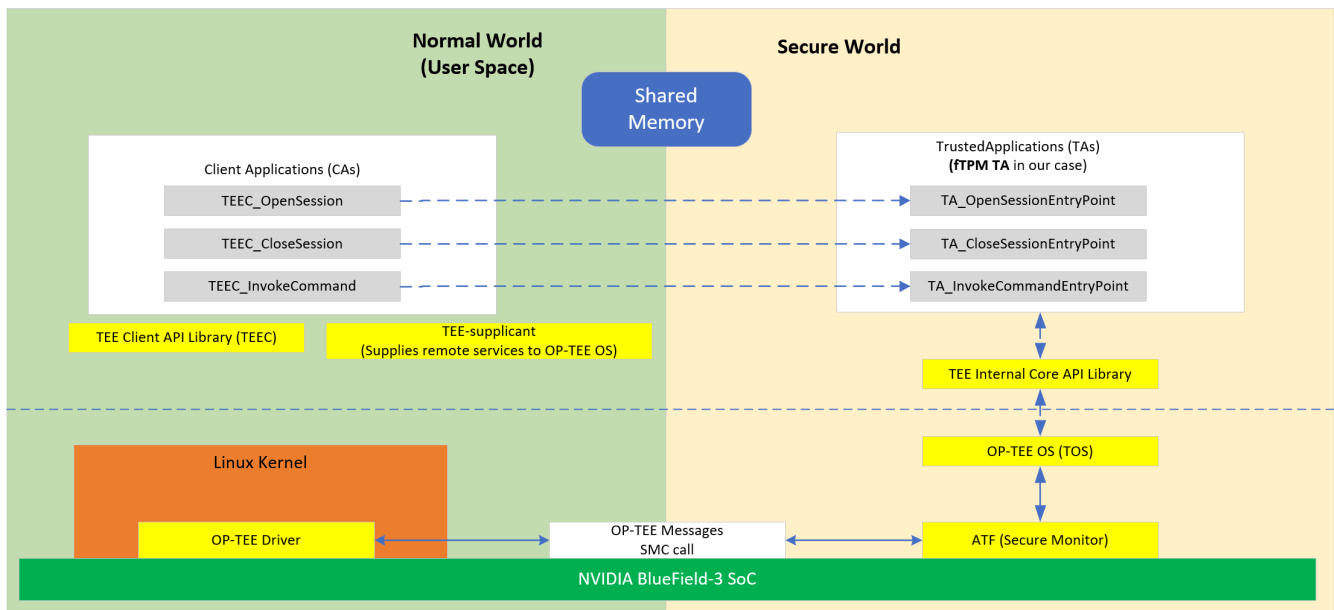 Normal World
(User Space)
Secure World
Shared
Memory
Client Applications (CAs)
TEEC_OpenSession
TEEC_CloseSession
TEEC_InvokeCommand
TrustedApplications (TAs)
(fTPM TA in our case)
TA_OpenSessionEntryPoint
TA_CloseSessionEntryPoint
TA_InvokeCommandEntryPoint
TEE Client API Library (TEEC)
TEE-supplicant
(Supplies remote services to OP-TEE OS)
TEE Internal Core API Library
Linux Kernel
OP-TEE OS (TOS)
OP-TEE Driver
OP-TEE Messages
SMC call
ATF (Secure Monitor)
NVIDIA BlueField-3 SoC